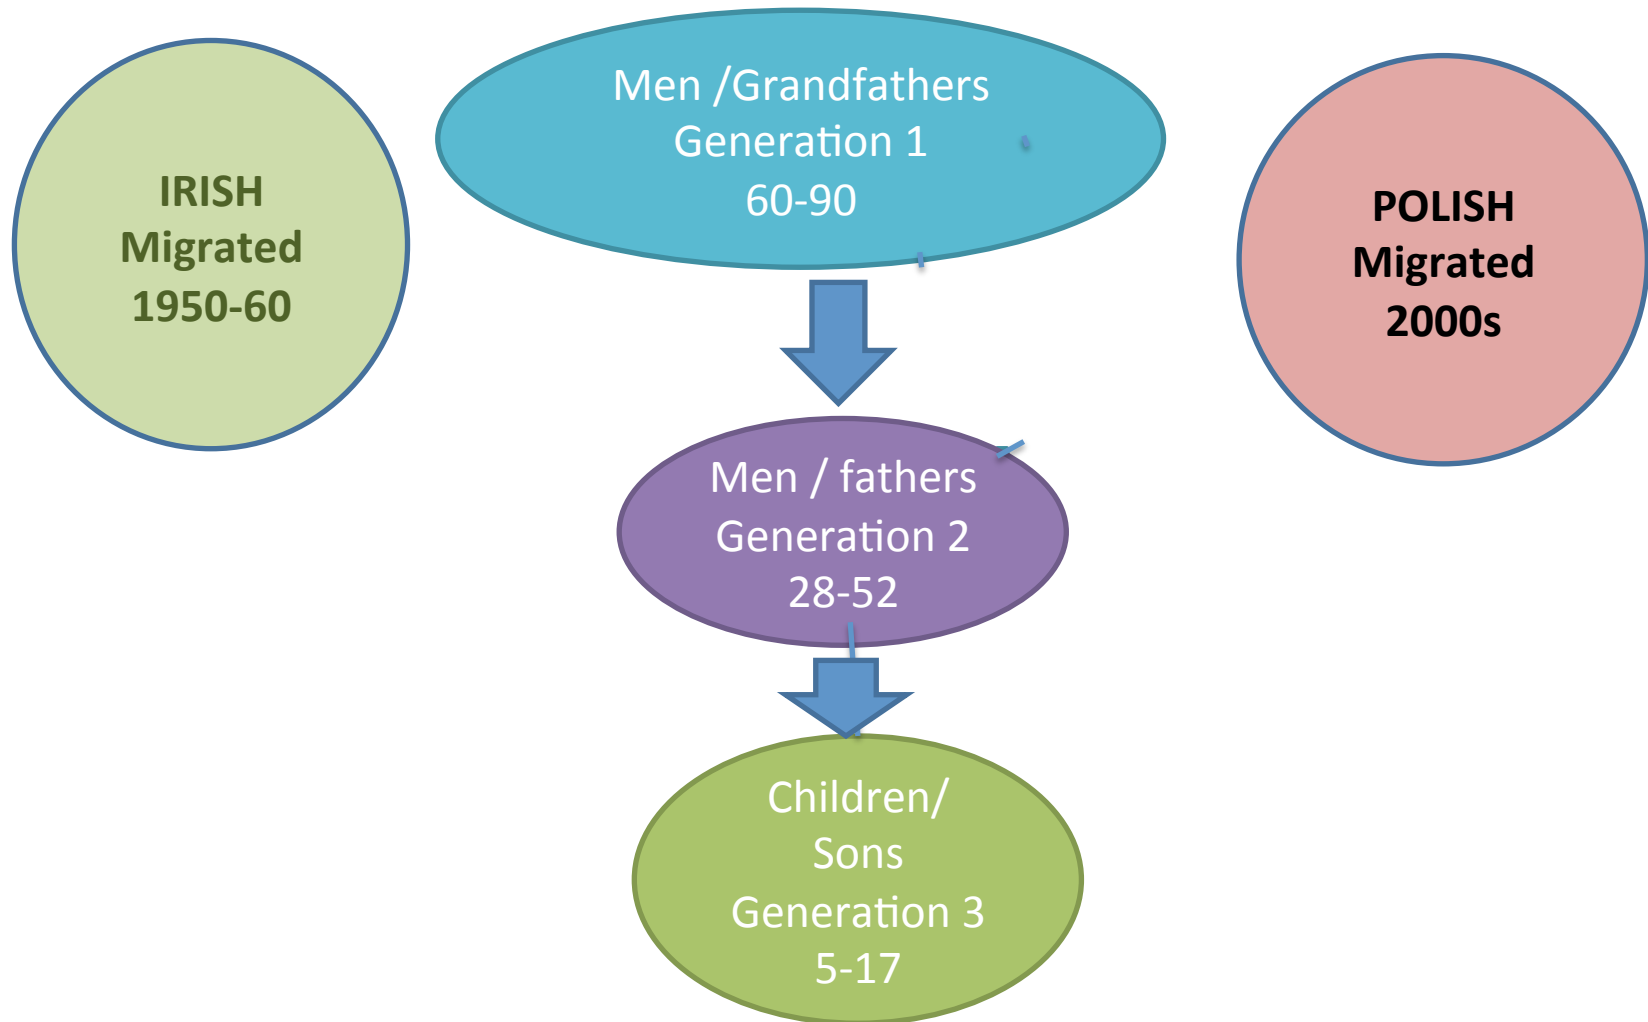 IRISH
Migrated
1950-60
Men /Grandfathers
Generation 1
60-90
POLISH
Migrated
2000s
Men / fathers
Generation 2
28-52
Children/
Sons
Generation 3
5-17